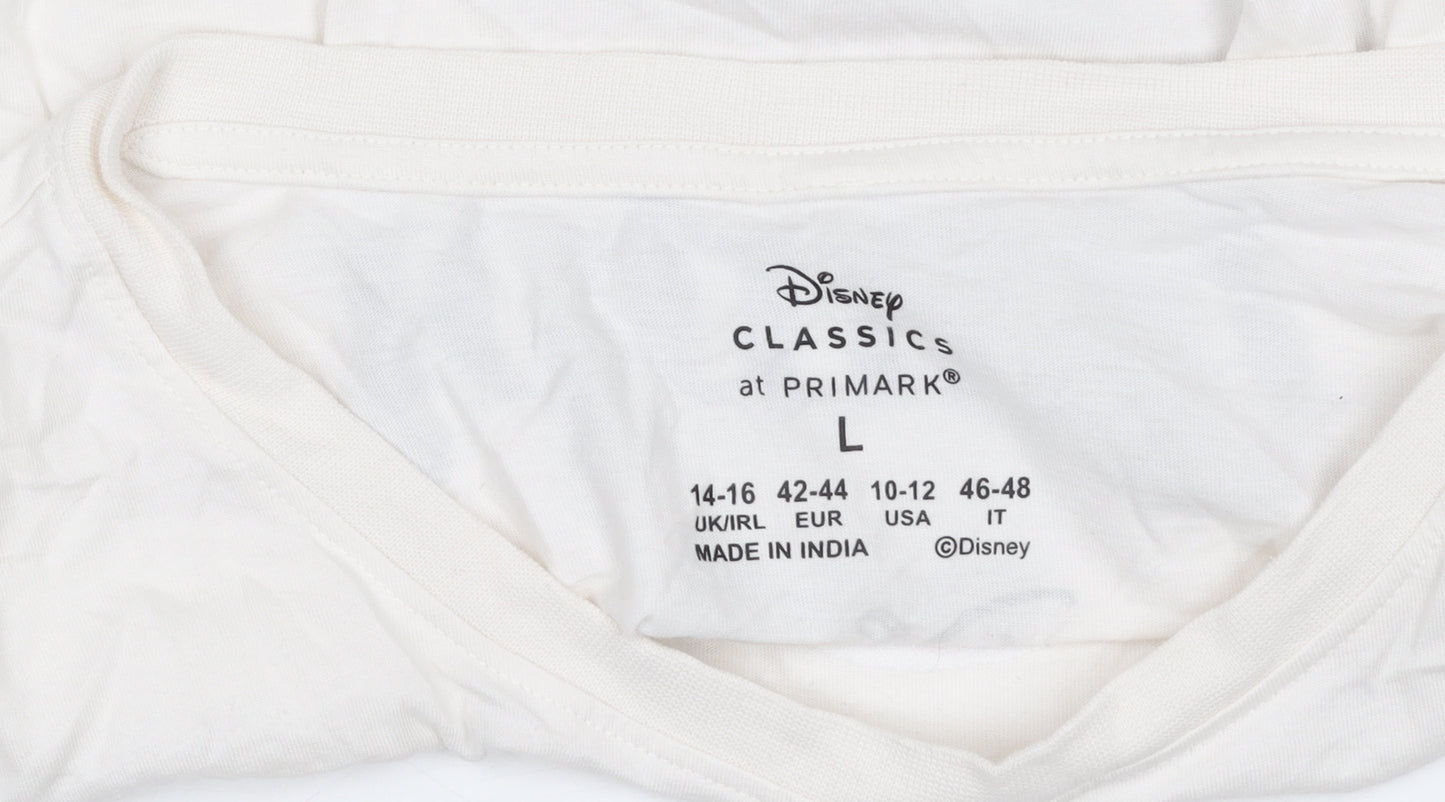 Disney
CLASSICS
at PRIMARK®
L
14-16 42-44 10-12 46-48
UK/IRL EUR USA IT
MADE IN INDIA ©Disney